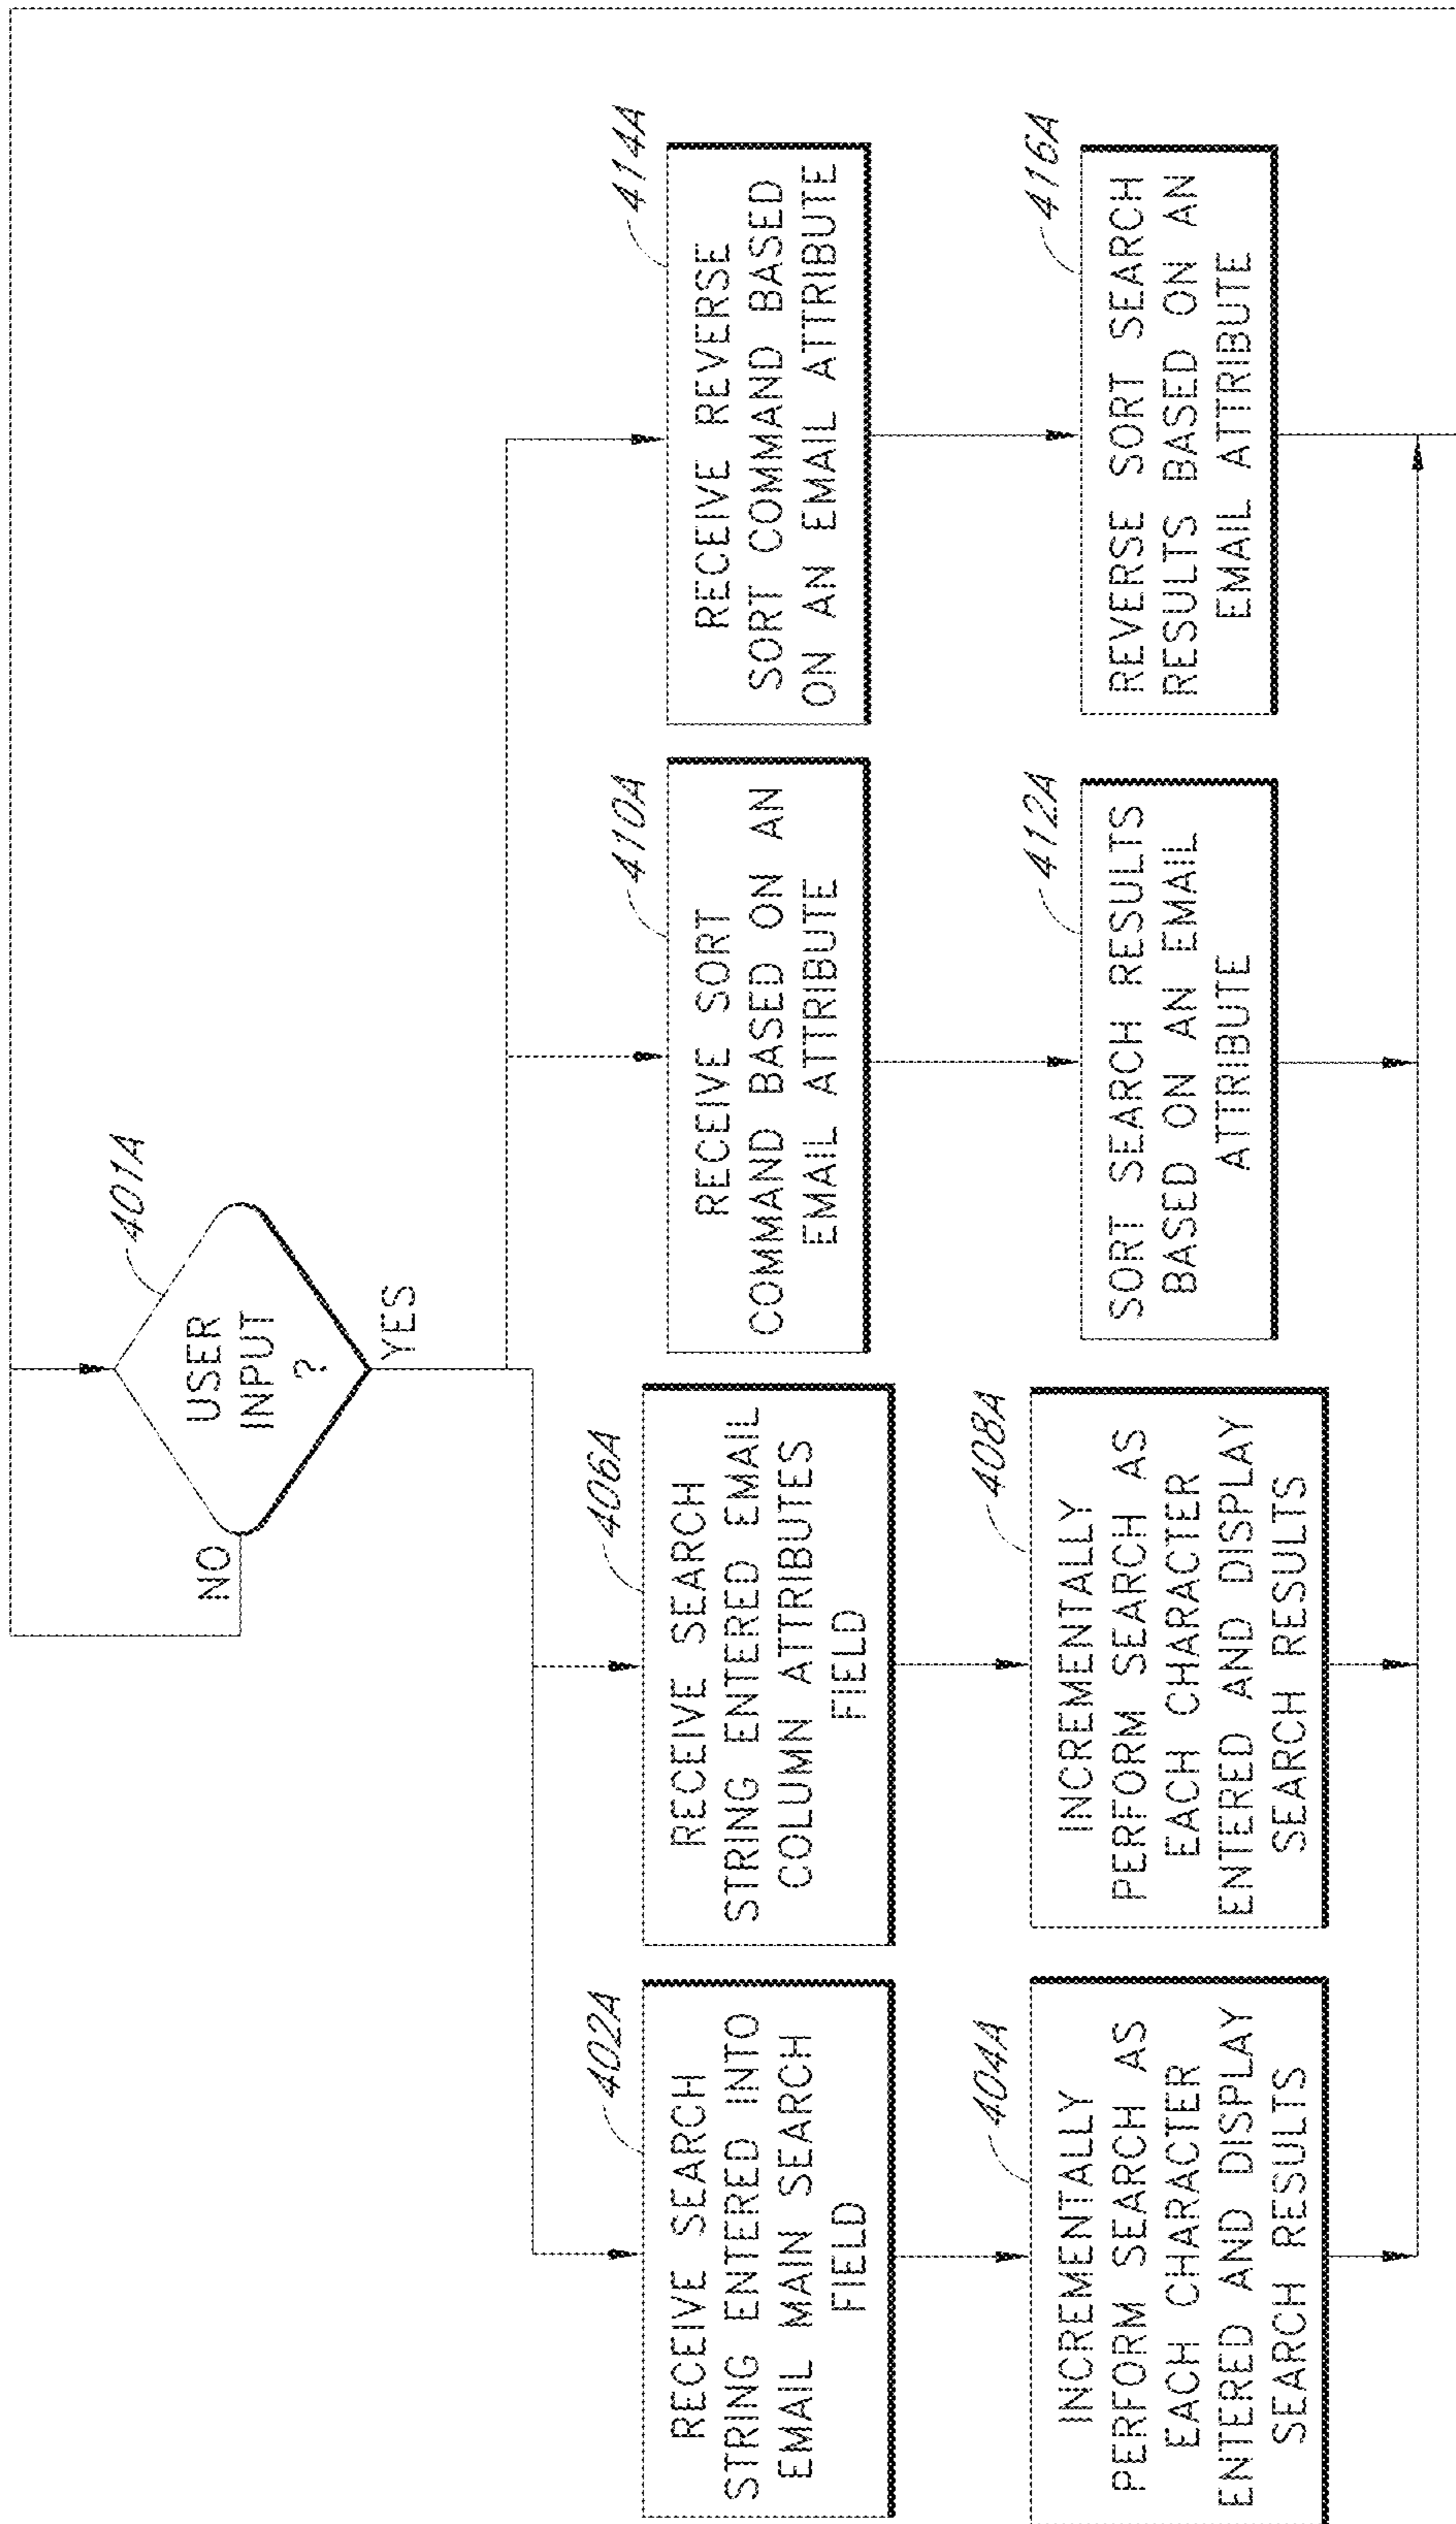 401A
USER
INPUT
?
NO
YES
402A
RECEIVE SEARCH
STRING ENTERED INTO
EMAIL MAIN SEARCH
FIELD
406A
RECEIVE SEARCH
STRING ENTERED EMAIL
COLUMN ATTRIBUTES
FIELD
410A
RECEIVE SORT
COMMAND BASED ON AN
EMAIL ATTRIBUTE
414A
RECEIVE REVERSE
SORT COMMAND BASED
ON AN EMAIL ATTRIBUTE
404A
INCREMENTALLY
PERFORM SEARCH AS
EACH CHARACTER
ENTERED AND DISPLAY
SEARCH RESULTS
408A
INCREMENTALLY
PERFORM SEARCH AS
EACH CHARACTER
ENTERED AND DISPLAY
SEARCH RESULTS
412A
SORT SEARCH RESULTS
BASED ON AN EMAIL
ATTRIBUTE
416A
REVERSE SORT SEARCH
RESULTS BASED ON AN
EMAIL ATTRIBUTE